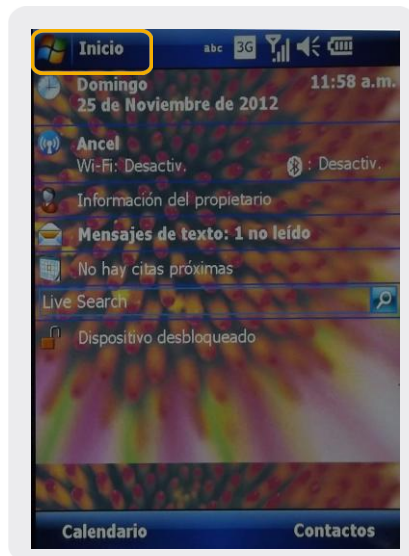 Inicio abc 3G
Domingo 11:58 a.m.
25 de Noviembre de 2012
Ancel
Wi-Fi: Desactiv. : Desactiv.
Información del propietario
Mensajes de texto: 1 no leído
No hay citas próximas
Live Search
Dispositivo desbloqueado
Calendario Contactos